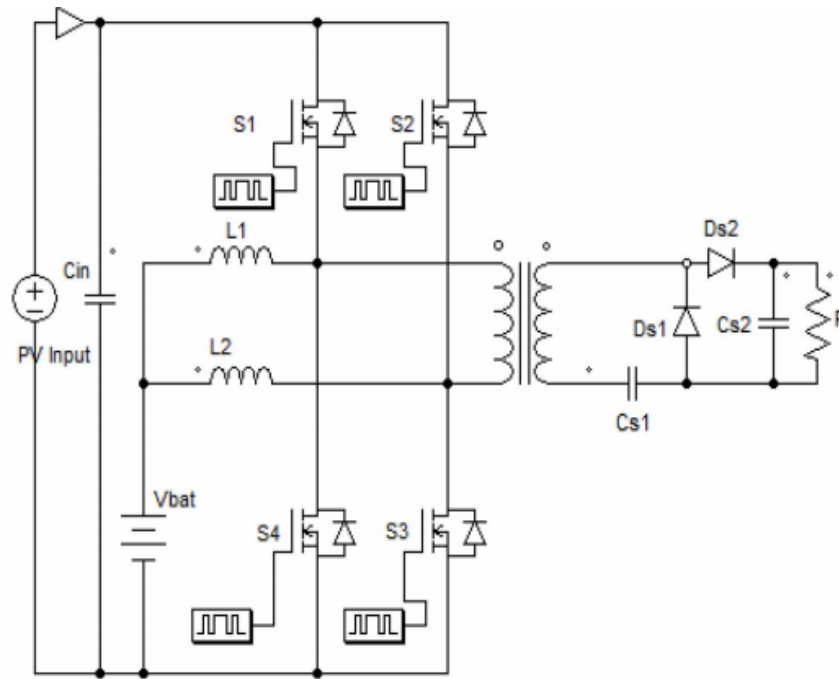 S1
S2
L1
Ds2
Cin
Ds1
Cs2
R
L2
PV Input
Cs1
Vbat
S4
S3